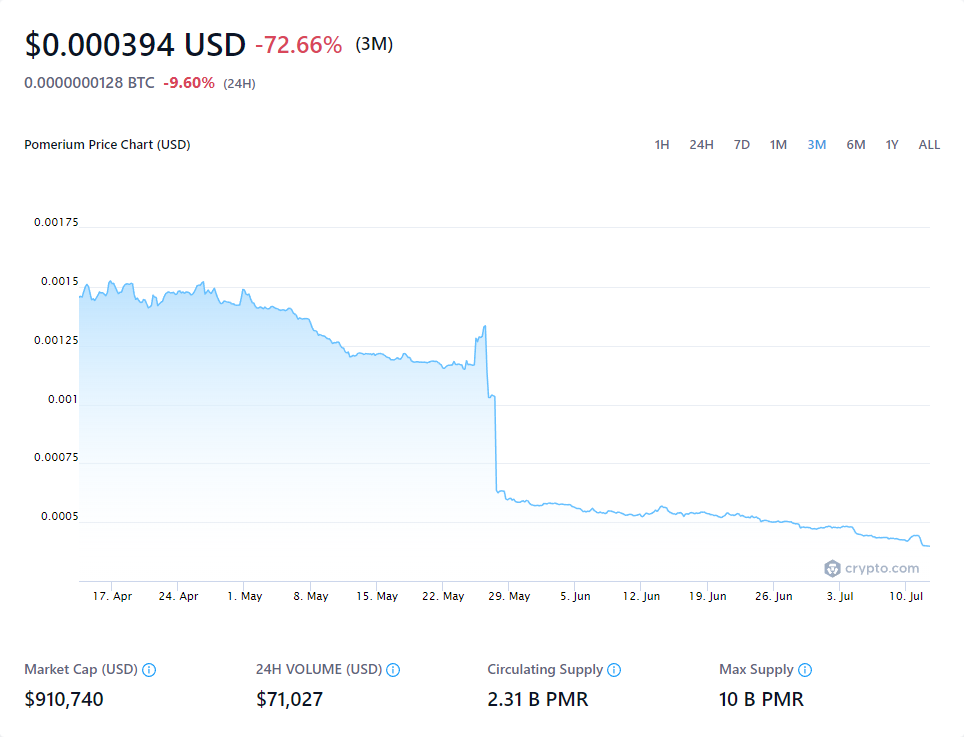 $0.000394 USD -72.66% (3M)
0.0000000128 BTC -9.60% (24H)
Pomerium Price Chart (USD) 1H 24H 7D 1M 3M 6M 1Y ALL
0.00175
0.0015
0.00125
0.001
0.00075
0.0005
crypto.com
17. Apr 24. Apr 1. May 8. May 15. May 22. May 29. May 5. Jun 12. Jun 19. Jun 26. Jun 3. Jul 10. Jul
Market Cap (USD) 24H VOLUME (USD) Circulating Supply Max Supply
$910,740 $71,027 2.31 B PMR 10 B PMR